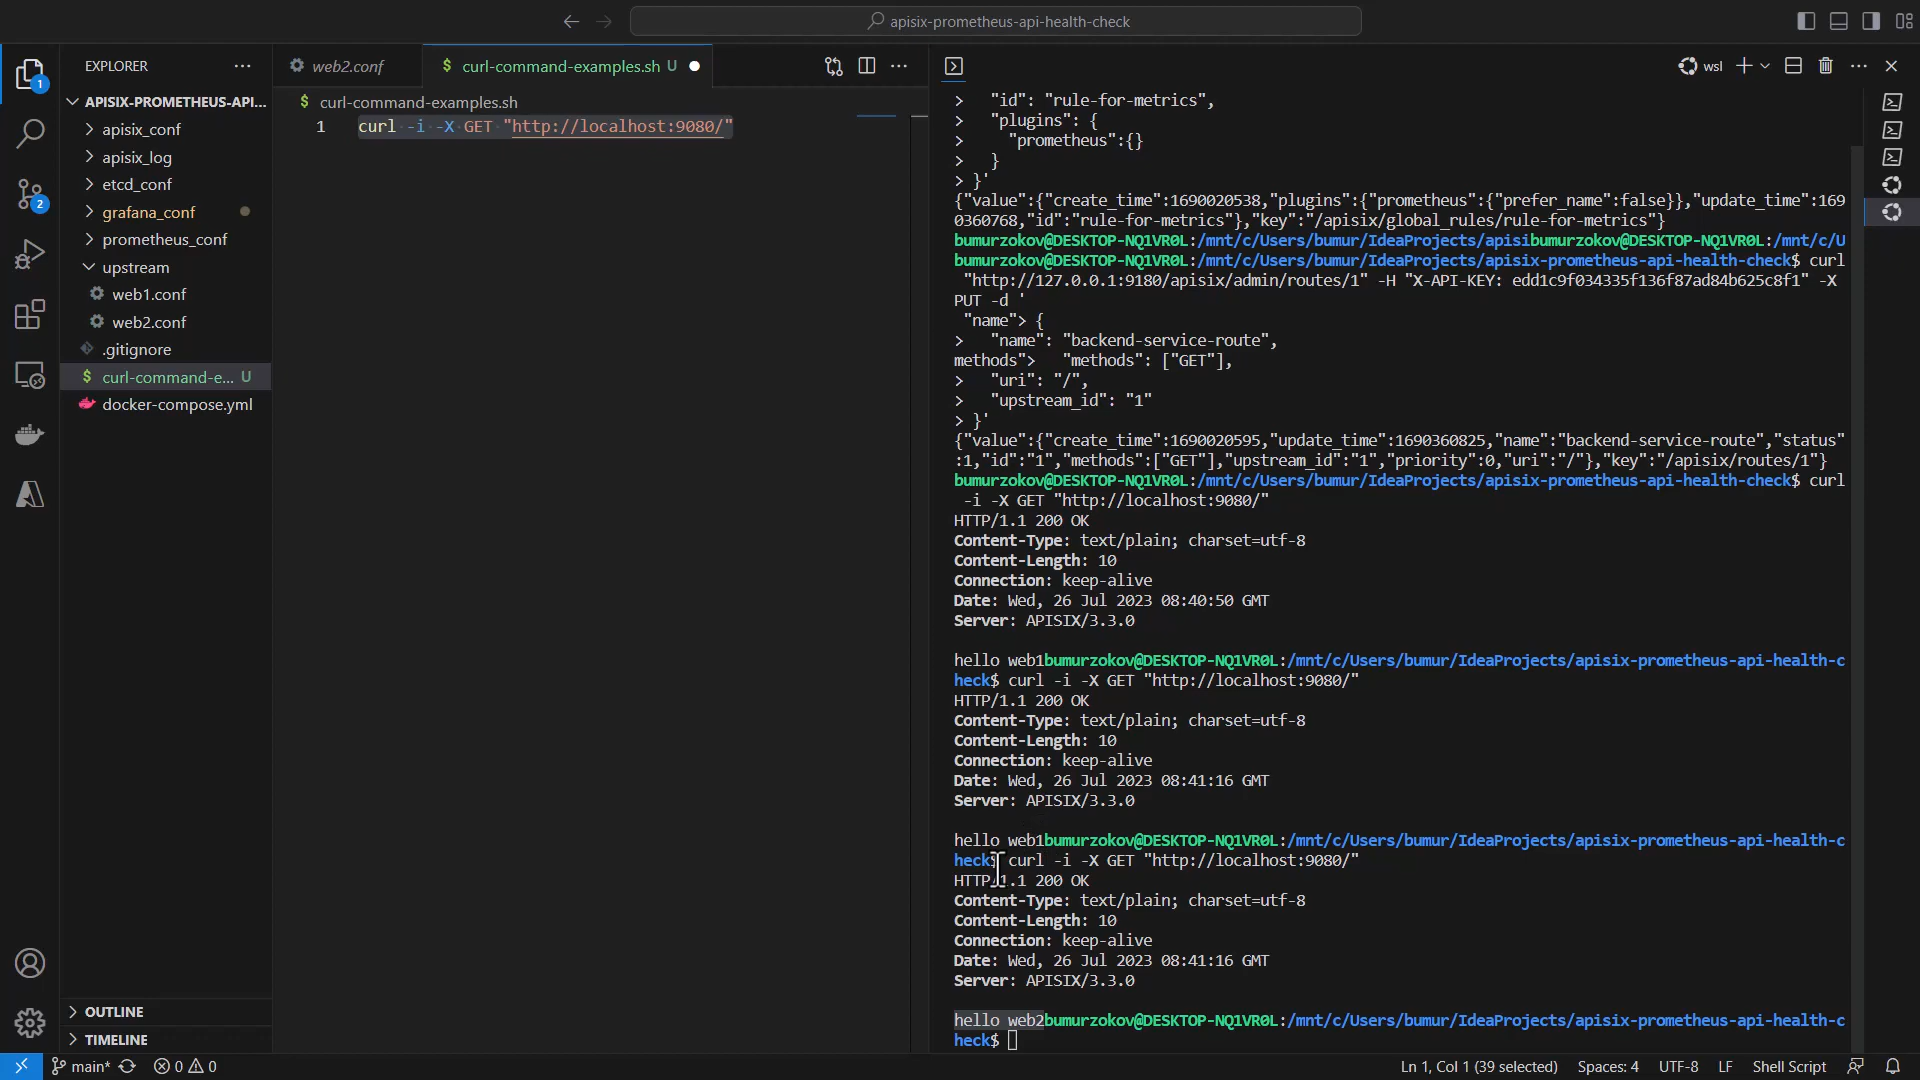 apisix-prometheus-api-health-check
EXPLORER
APISIX-PROMETHEUS-API...
apisix_conf
apisix_log
etcd_conf
grafana_conf
prometheus_conf
upstream
web1.conf
web2.conf
.gitignore
$ curl-command-e... U
docker-compose.yml
OUTLINE
TIMELINE
1
2
web2.conf
$ curl-command-examples.sh U
$ curl-command-examples.sh
1 curl -i -X GET "http://localhost:9080/"
wsl
> "id": "rule-for-metrics",
> "plugins": {
> "prometheus":{}
> }
> }'
{"value":{"create_time":1690020538,"plugins":{"prometheus":{"prefer_name":false}},"update_time":169
0360768,"id":"rule-for-metrics"},"key":"/apisix/global_rules/rule-for-metrics"}
bumurzokov@DESKTOP-NQ1VR0L:/mnt/c/Users/bumur/IdeaProjects/apisibumurzokov@DESKTOP-NQ1VR0L:/mnt/c/U
bumurzokov@DESKTOP-NQ1VR0L:/mnt/c/Users/bumur/IdeaProjects/apisix-prometheus-api-health-check$ curl
"http://127.0.0.1:9180/apisix/admin/routes/1" -H "X-API-KEY: edd1c9f034335f136f87ad84b625c8f1" -X
PUT -d '
"name"> {
> "name": "backend-service-route",
methods"> "methods": ["GET"],
> "uri": "/",
> "upstream_id": "1"
> }'
{"value":{"create_time":1690020595,"update_time":1690360825,"name":"backend-service-route","status"
:1,"id":"1","methods":["GET"],"upstream_id":"1","priority":0,"uri":"/"},"key":"/apisix/routes/1"}
bumurzokov@DESKTOP-NQ1VR0L:/mnt/c/Users/bumur/IdeaProjects/apisix-prometheus-api-health-check$ curl
-i -X GET "http://localhost:9080/"
HTTP/1.1 200 OK
Content-Type: text/plain; charset=utf-8
Content-Length: 10
Connection: keep-alive
Date: Wed, 26 Jul 2023 08:40:50 GMT
Server: APISIX/3.3.0
hello web1bumurzokov@DESKTOP-NQ1VR0L:/mnt/c/Users/bumur/IdeaProjects/apisix-prometheus-api-health-c
heck$ curl -i -X GET "http://localhost:9080/"
HTTP/1.1 200 OK
Content-Type: text/plain; charset=utf-8
Content-Length: 10
Connection: keep-alive
Date: Wed, 26 Jul 2023 08:41:16 GMT
Server: APISIX/3.3.0
hello web1bumurzokov@DESKTOP-NQ1VR0L:/mnt/c/Users/bumur/IdeaProjects/apisix-prometheus-api-health-c
heck$ curl -i -X GET "http://localhost:9080/"
HTTP/1.1 200 OK
Content-Type: text/plain; charset=utf-8
Content-Length: 10
Connection: keep-alive
Date: Wed, 26 Jul 2023 08:41:16 GMT
Server: APISIX/3.3.0
hello web2bumurzokov@DESKTOP-NQ1VR0L:/mnt/c/Users/bumur/IdeaProjects/apisix-prometheus-api-health-c
heck$
main* 0 0 Ln 1, Col 1 (39 selected) Spaces: 4 UTF-8 LF Shell Script